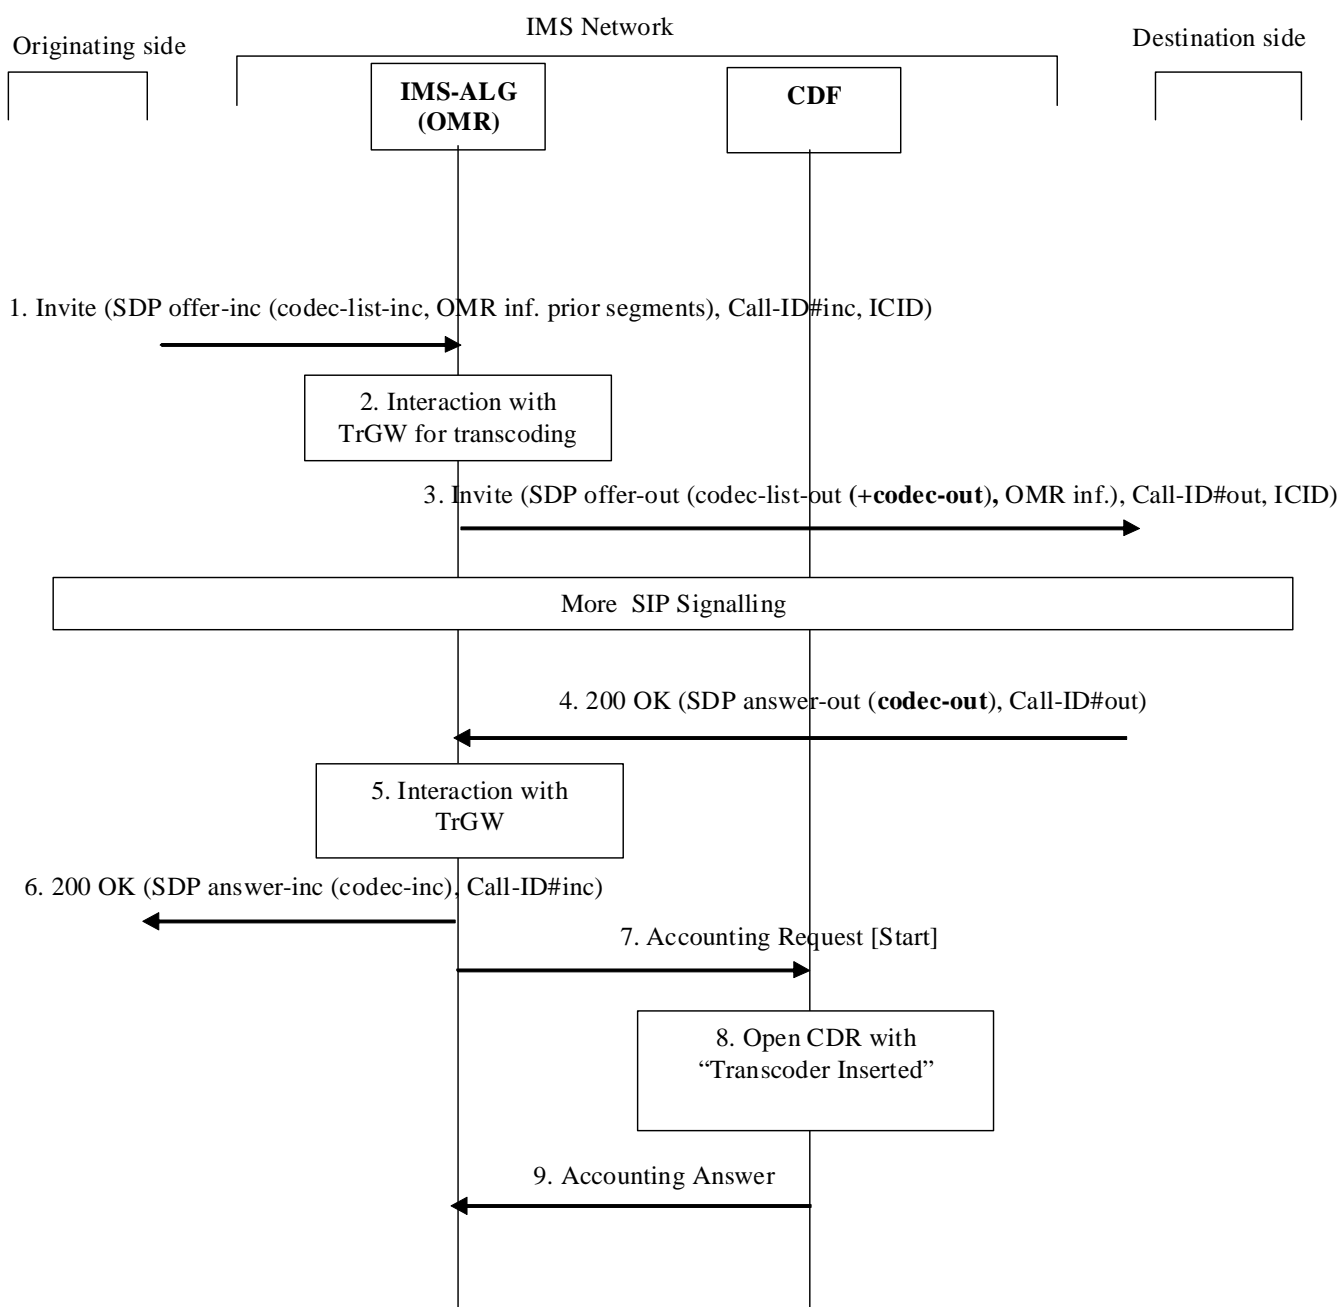 IMS Network
Originating side
Destination side
IMS-ALG
(OMR)
CDF
1. Invite (SDP offer-inc (codec-list-inc, OMR inf. prior segments), Call-ID#inc, ICID)
2. Interaction with
TrGW for transcoding
3. Invite (SDP offer-out (codec-list-out (+codec-out), OMR inf.), Call-ID#out, ICID)
More SIP Signalling
4. 200 OK (SDP answer-out (codec-out), Call-ID#out)
5. Interaction with
TrGW
6. 200 OK (SDP answer-inc (codec-inc), Call-ID#inc)
7. Accounting Request [Start]
8. Open CDR with
“Transcoder Inserted”
9. Accounting Answer